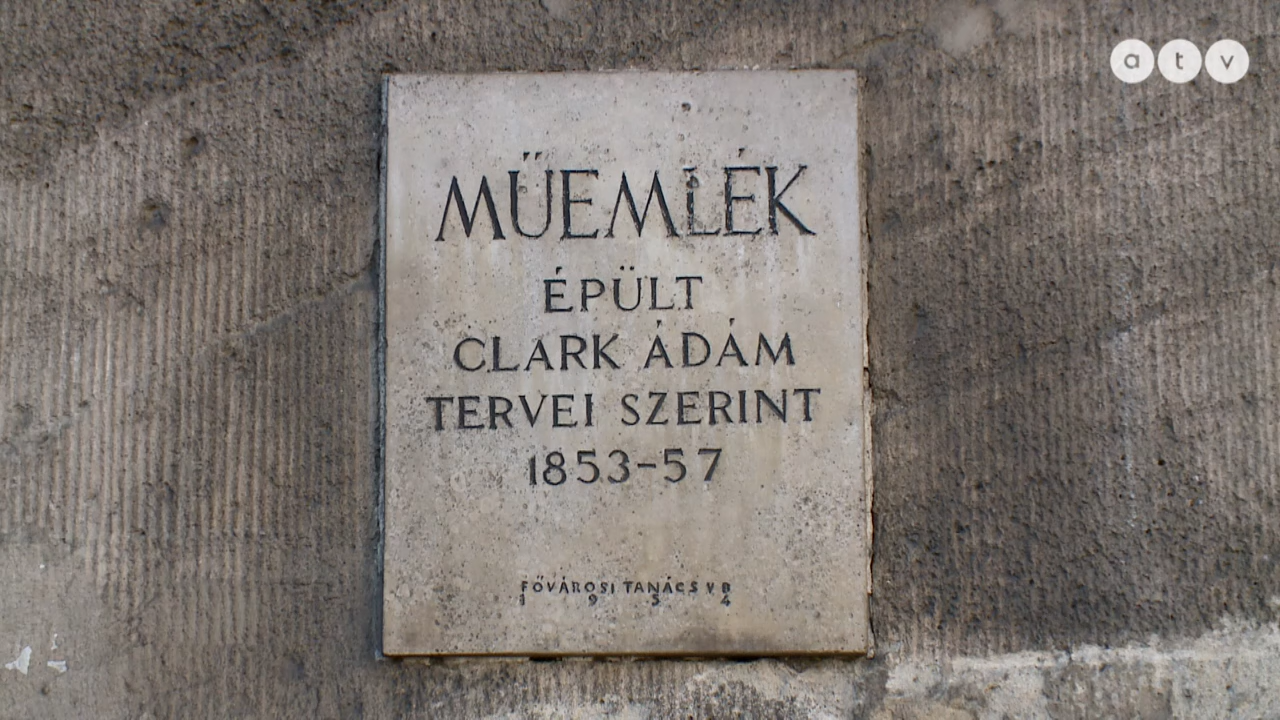 atv
MŰEMLÉK
ÉPÜLT
CLARK ÁDÁM
TERVEI SZERINT
1853-57
FŐVÁROSI TANÁCS VB
1954